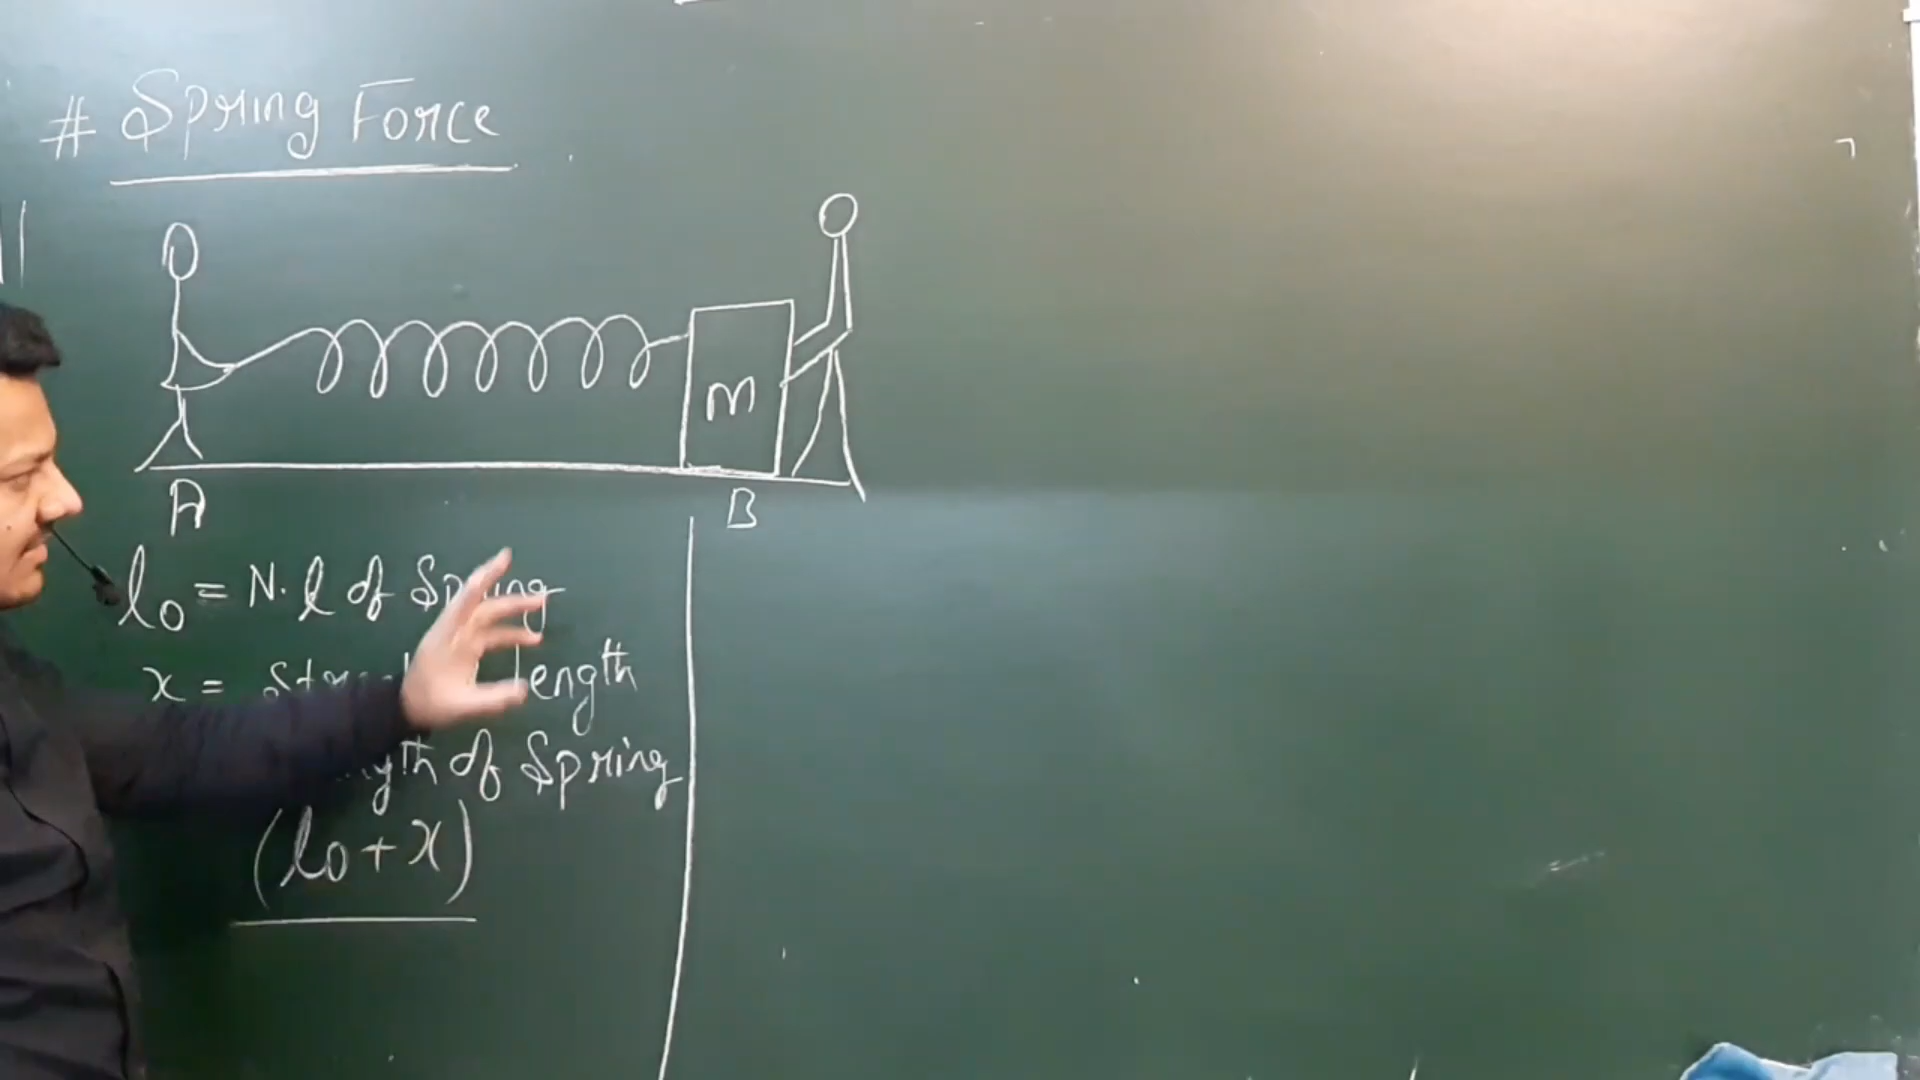 # Spring Force
m
A B
l₀ = N.l of Spring
x = length
of Spring
(l₀ + x)